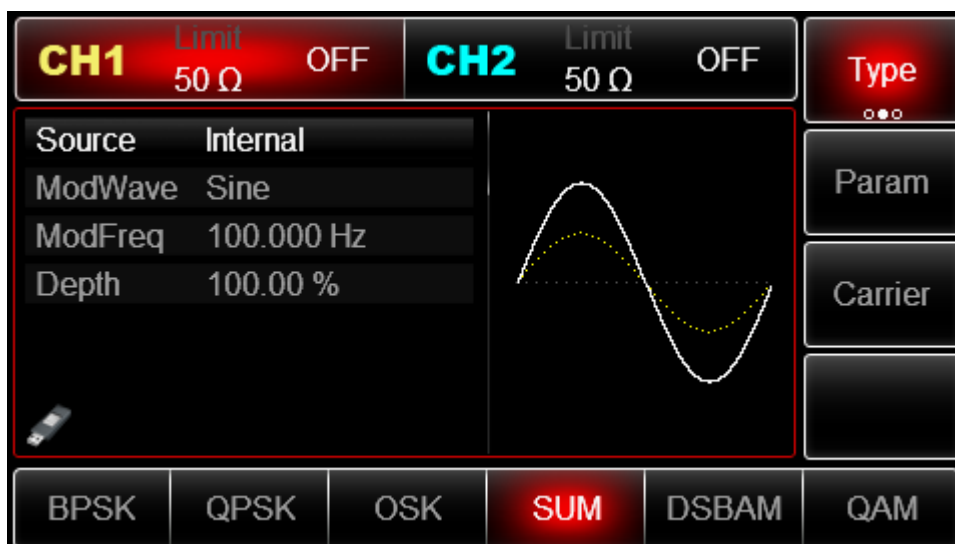 CH1 Limit 50 Ω OFF CH2 Limit 50 Ω OFF
Type
Source Internal
ModWave Sine
ModFreq 100.000 Hz
Depth 100.00 %
Param
Carrier
BPSK QPSK OSK SUM DSBAM QAM